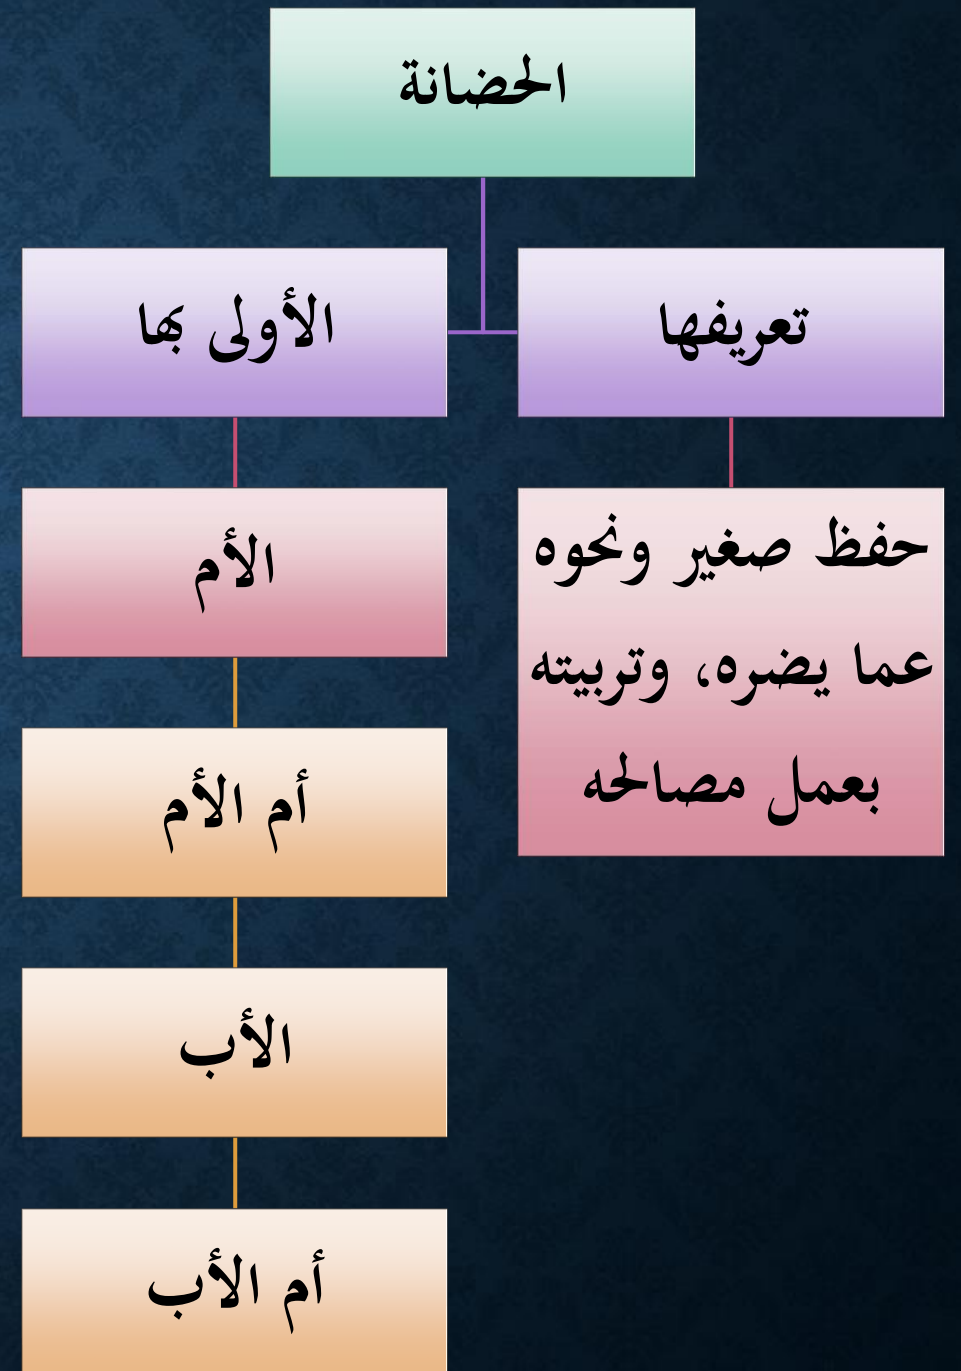 الحضانة
تعريفها
حفظ صغير ونحوه
عما يضره، وتربيته
بعمل مصالحه
الأولى بها
الأم
أم الأم
الأب
أم الأب